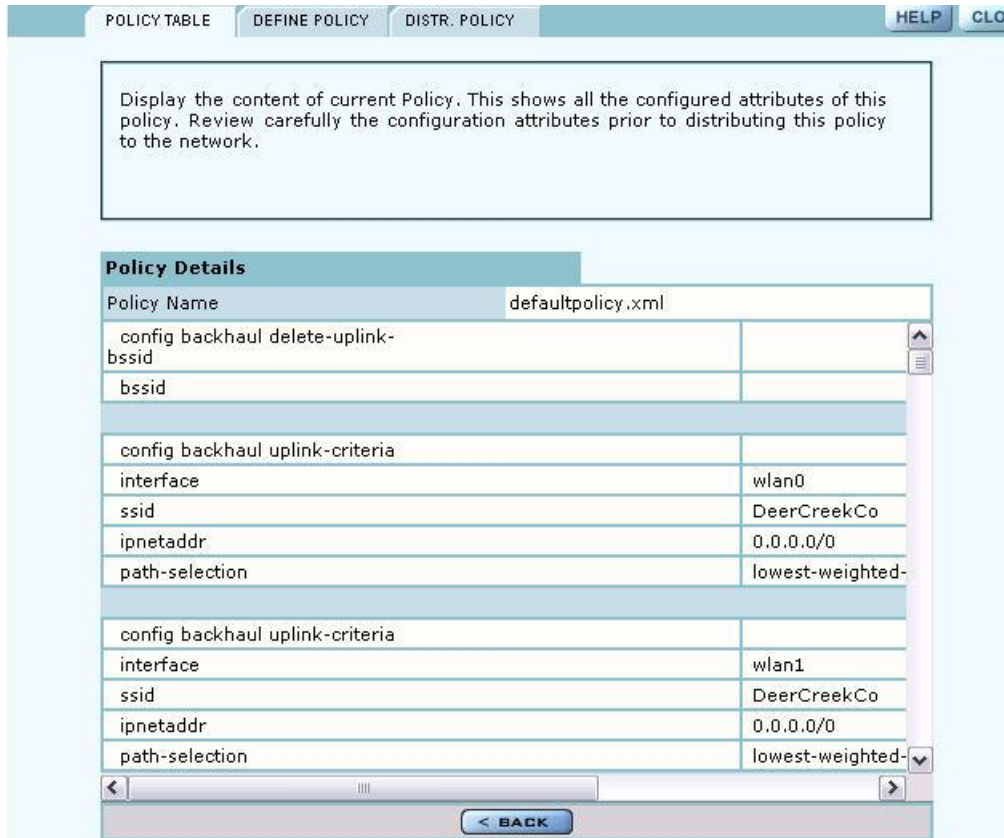 POLICY TABLE DEFINE POLICY DISTR. POLICY HELP CLO
Display the content of current Policy. This shows all the configured attributes of this
policy. Review carefully the configuration attributes prior to distributing this policy
to the network.
Policy Details
Policy Name defaultpolicy.xml
config backhaul delete-uplink-
bssid
bssid
config backhaul uplink-criteria
interface wlan0
ssid DeerCreekCo
ipnetaddr 0.0.0.0/0
path-selection lowest-weighted-
config backhaul uplink-criteria
interface wlan1
ssid DeerCreekCo
ipnetaddr 0.0.0.0/0
path-selection lowest-weighted-
< BACK